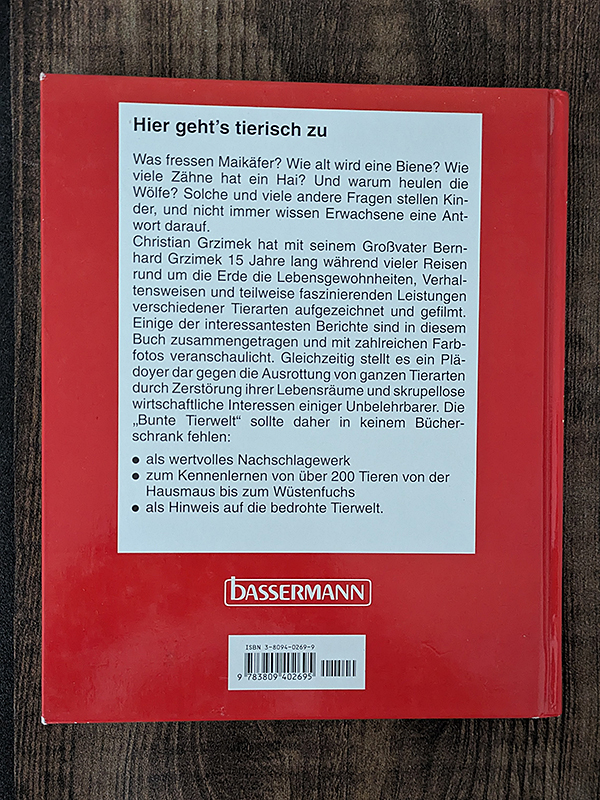 Hier geht's tierisch zu
Was fressen Maikäfer? Wie alt wird eine Biene? Wie
viele Zähne hat ein Hai? Und warum heulen die
Wölfe? Solche und viele andere Fragen stellen Kin-
der, und nicht immer wissen Erwachsene eine Ant-
wort darauf.
Christian Grzimek hat mit seinem Großvater Bern-
hard Grzimek 15 Jahre lang während vieler Reisen
rund um die Erde die Lebensgewohnheiten, Verhal-
tensweisen und teilweise faszinierenden Leistungen
verschiedener Tierarten aufgezeichnet und gefilmt.
Einige der interessantesten Berichte sind in diesem
Buch zusammengetragen und mit zahlreichen Farb-
fotos veranschaulicht. Gleichzeitig stellt es ein Plä-
doyer dar gegen die Ausrottung von ganzen Tierarten
durch Zerstörung ihrer Lebensräume und skrupellose
wirtschaftliche Interessen einiger Unbelehrbarer. Die
„Bunte Tierwelt“ sollte daher in keinem Bücher-
schrank fehlen:
● als wertvolles Nachschlagewerk
● zum Kennenlernen von über 200 Tieren von der
Hausmaus bis zum Wüstenfuchs
● als Hinweis auf die bedrohte Tierwelt.
bASSERMANN
ISBN 3-8094-0269-9
9 783809 402695